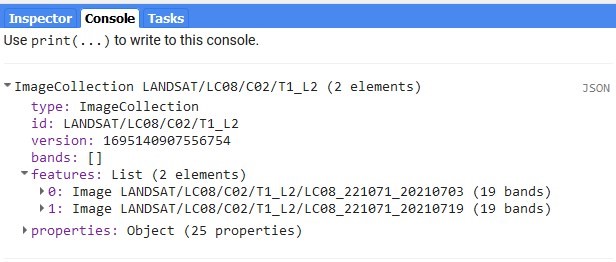 Inspector Console Tasks
Use print(...) to write to this console.
ImageCollection LANDSAT/LC08/C02/T1_L2 (2 elements) JSON
type: ImageCollection
id: LANDSAT/LC08/C02/T1_L2
version: 1695140907556754
bands: []
features: List (2 elements)
0: Image LANDSAT/LC08/C02/T1_L2/LC08_221071_20210703 (19 bands)
1: Image LANDSAT/LC08/C02/T1_L2/LC08_221071_20210719 (19 bands)
properties: Object (25 properties)